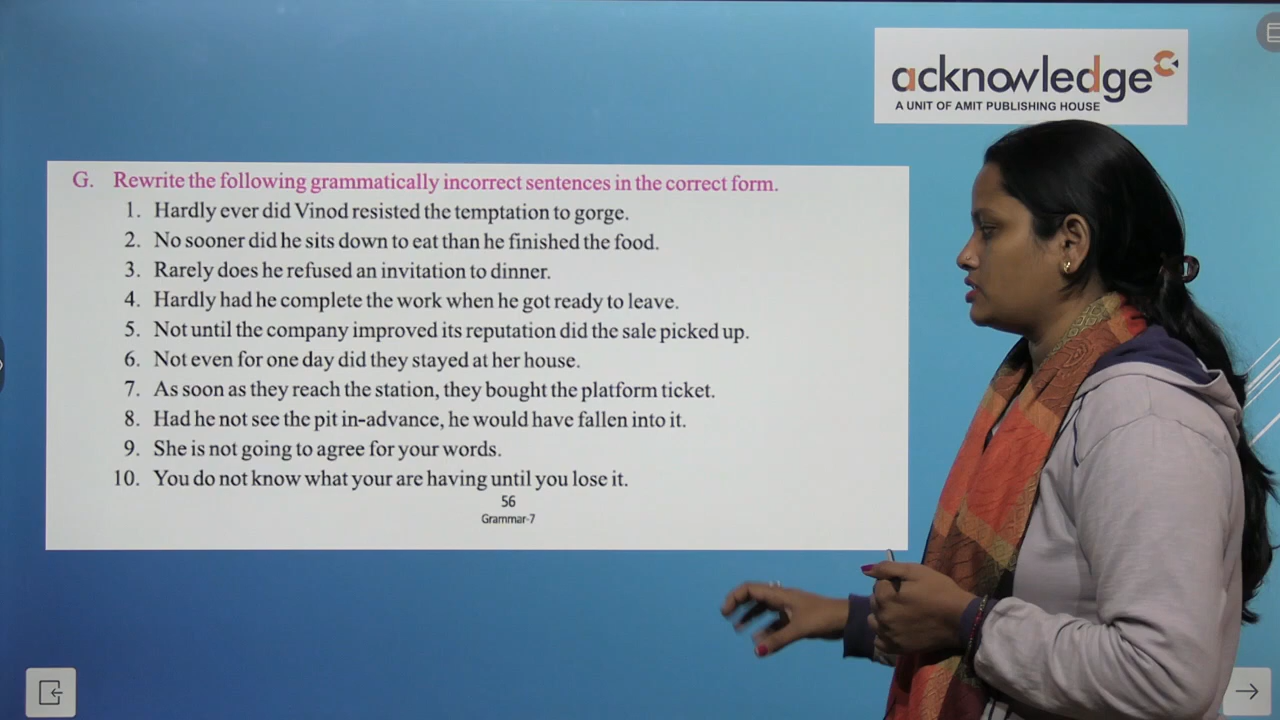 acknowledge
A UNIT OF AMIT PUBLISHING HOUSE
G. Rewrite the following grammatically incorrect sentences in the correct form.
1. Hardly ever did Vinod resisted the temptation to gorge.
2. No sooner did he sits down to eat than he finished the food.
3. Rarely does he refused an invitation to dinner.
4. Hardly had he complete the work when he got ready to leave.
5. Not until the company improved its reputation did the sale picked up.
6. Not even for one day did they stayed at her house.
7. As soon as they reach the station, they bought the platform ticket.
8. Had he not see the pit in-advance, he would have fallen into it.
9. She is not going to agree for your words.
10. You do not know what your are having until you lose it.
56
Grammar-7